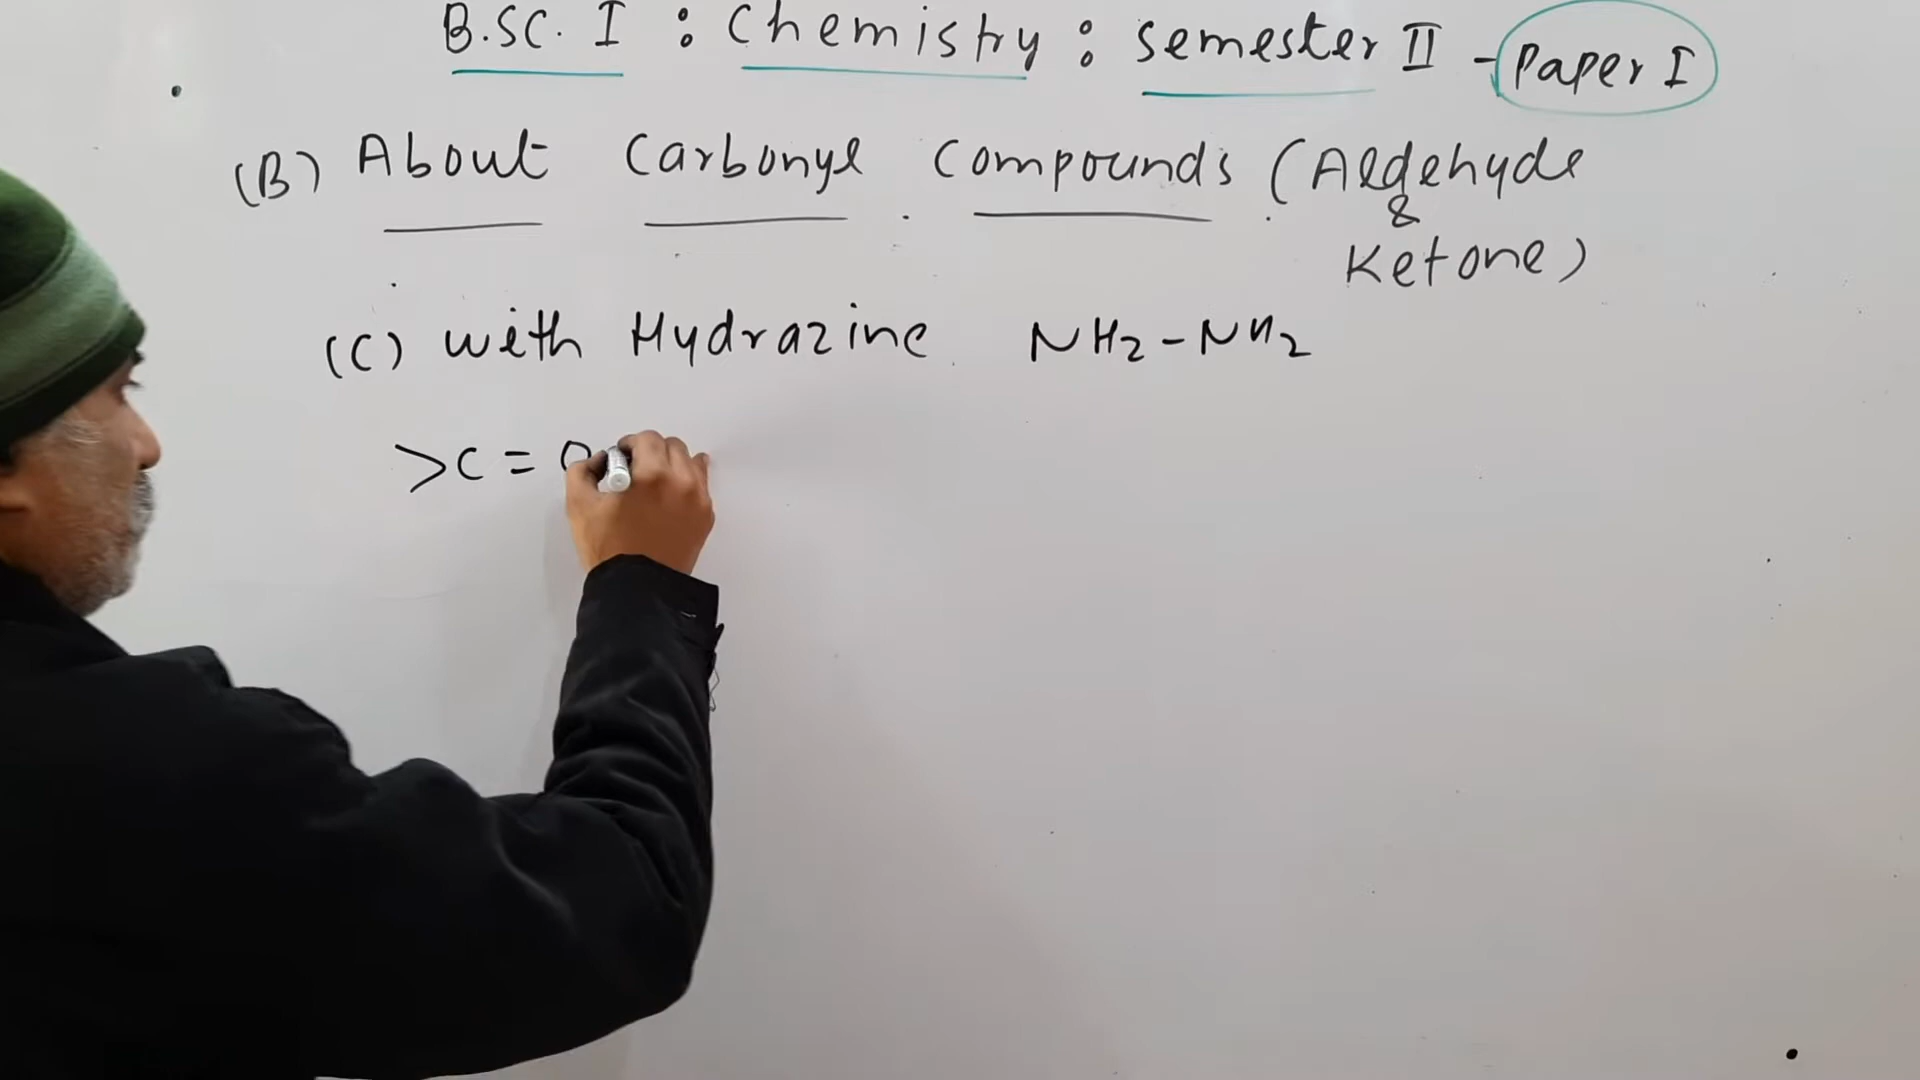 B.SC. I : Chemistry : Semester II - Paper I
(B) About Carbonyl Compounds (Aldehyde
&
Ketone)
(C) with Hydrazine NH2-NH2
>C=O